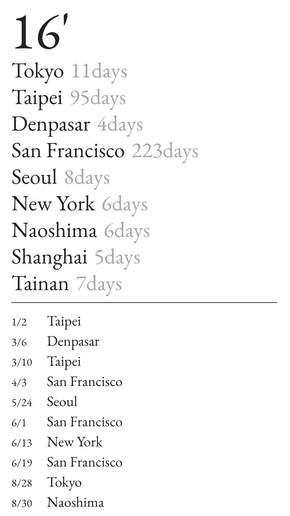 16'
Tokyo 11days
Taipei 95days
Denpasar 4days
San Francisco 223days
Seoul 8days
New York 6days
Naoshima 6days
Shanghai 5days
Tainan 7days
1/2 Taipei
3/6 Denpasar
3/10 Taipei
4/3 San Francisco
5/24 Seoul
6/1 San Francisco
6/13 New York
6/19 San Francisco
8/28 Tokyo
8/30 Naoshima